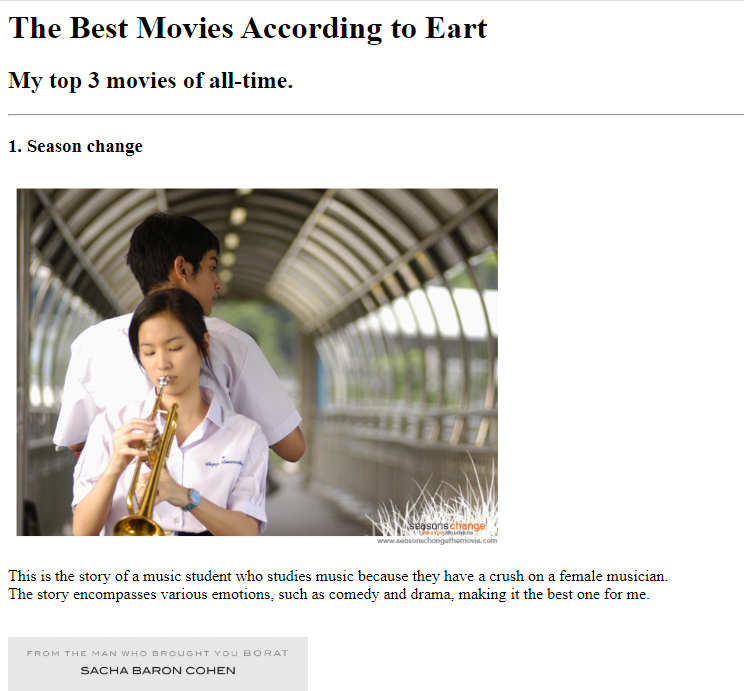 The Best Movies According to Eart
My top 3 movies of all-time.
1. Season change
seasons change
www.seasonschangethemovie.com
This is the story of a music student who studies music because they have a crush on a female musician.
The story encompasses various emotions, such as comedy and drama, making it the best one for me.
FROM THE MAN WHO BROUGHT YOU BORAT
SACHA BARON COHEN